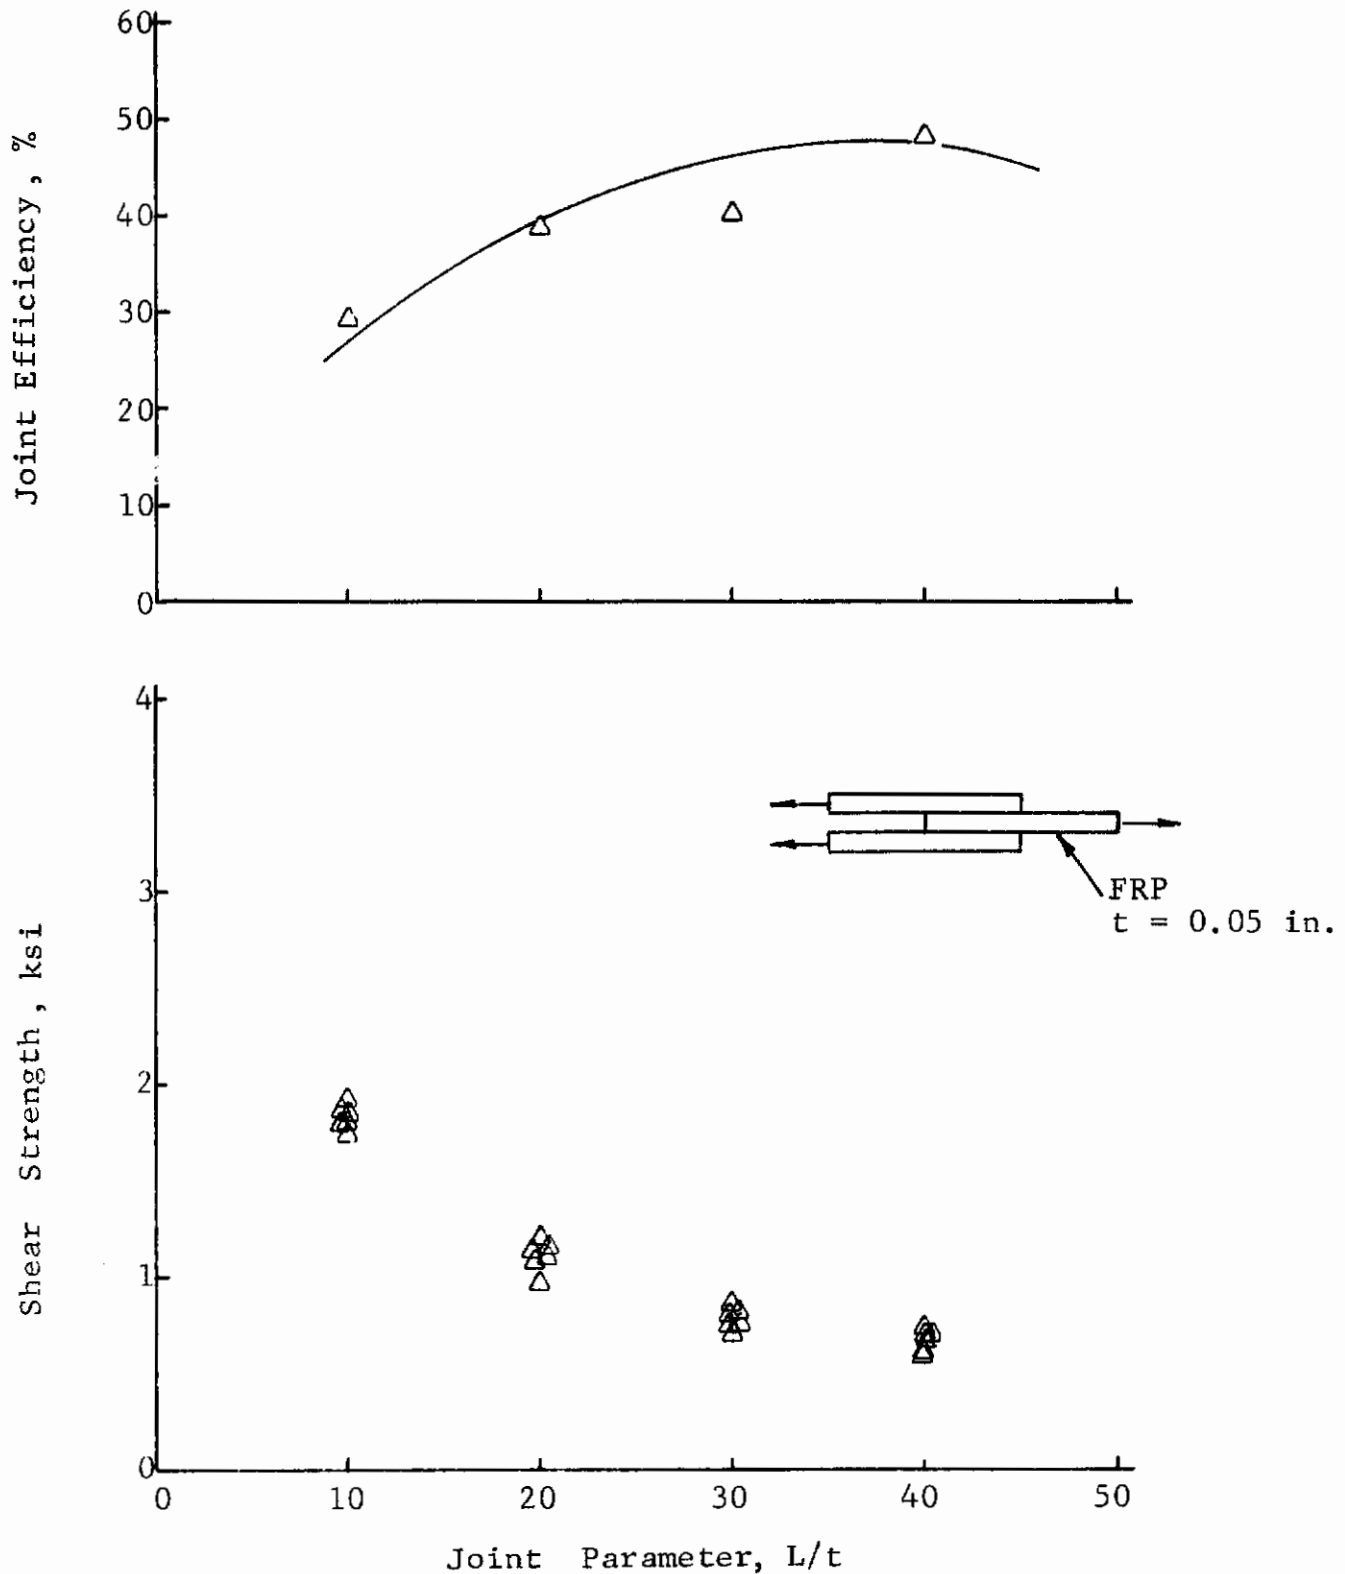 60
50
40
30
20
10
0
Joint Efficiency, %
4
3
2
1
0
Shear Strength, ksi
FRP
t = 0.05 in.
0 10 20 30 40 50
Joint Parameter, L/t